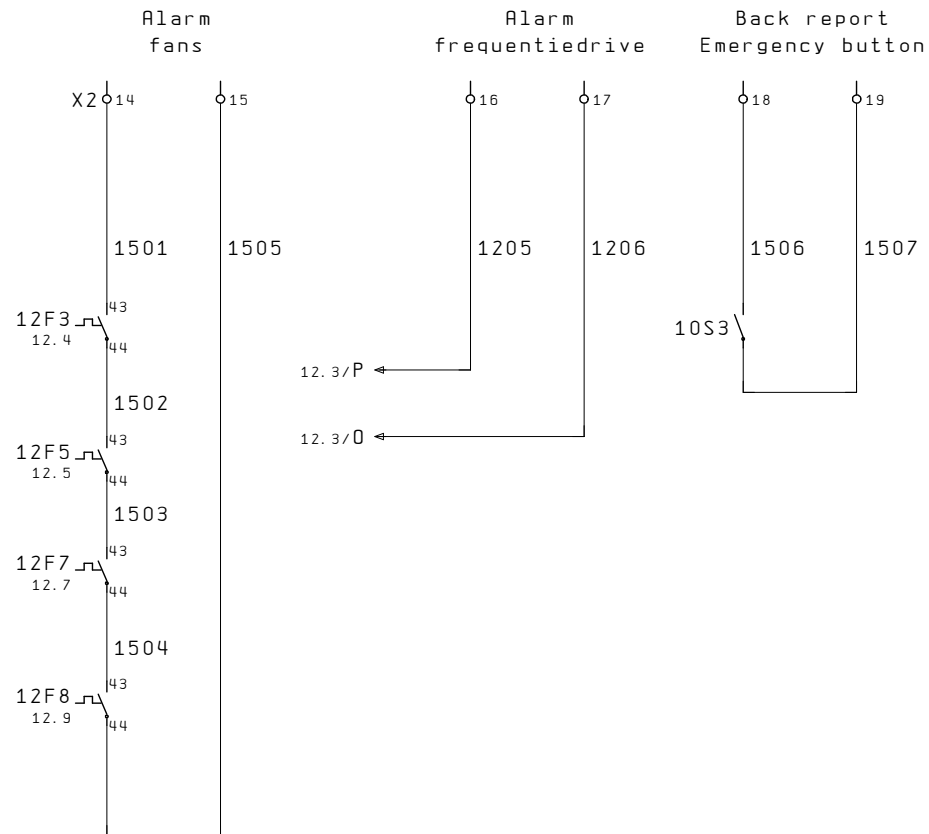 Alarm
fans
Alarm
frequentiedrive
Back report
Emergency button
X2 14 15 16 17 18 19
1501 1505 1205 1206 1506 1507
43
12F3
12.4
44
10S3
12.3/P
1502
12.3/O
43
12F5
12.5
44
1503
43
12F7
12.7
44
1504
43
12F8
12.9
44